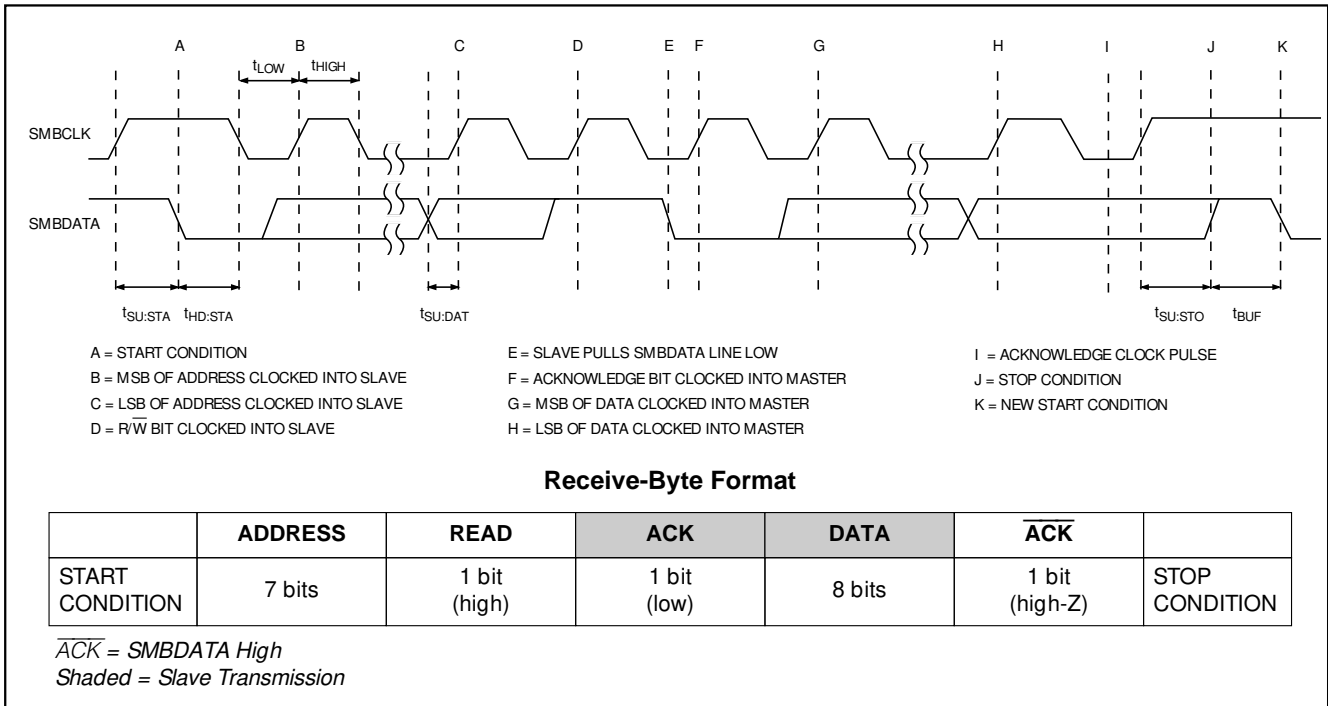 A B C D E F G H I J K
tLOW tHIGH
SMBCLK
SMBDATA
tSU:STA tHD:STA tSU:DAT tSU:STO tBUF
A = START CONDITION
B = MSB OF ADDRESS CLOCKED INTO SLAVE
C = LSB OF ADDRESS CLOCKED INTO SLAVE
D = R/W̅ BIT CLOCKED INTO SLAVE
E = SLAVE PULLS SMBDATA LINE LOW
F = ACKNOWLEDGE BIT CLOCKED INTO MASTER
G = MSB OF DATA CLOCKED INTO MASTER
H = LSB OF DATA CLOCKED INTO MASTER
I = ACKNOWLEDGE CLOCK PULSE
J = STOP CONDITION
K = NEW START CONDITION
Receive-Byte Format
ADDRESS READ ACK DATA A̅C̅K̅
START CONDITION 7 bits 1 bit (high) 1 bit (low) 8 bits 1 bit (high-Z) STOP CONDITION
A̅C̅K̅ = SMBDATA High
Shaded = Slave Transmission